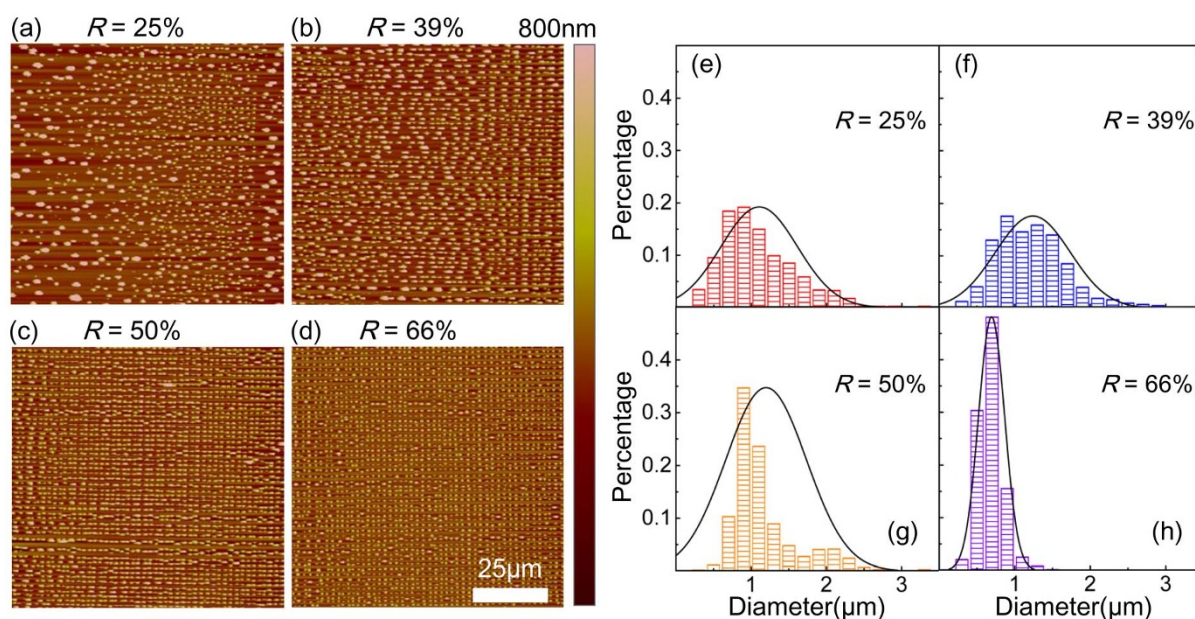 (a) R = 25%
(b) R = 39%
800nm
(c) R = 50%
(d) R = 66%
25μm
(e)
R = 25%
Percentage
0.4
0.3
0.2
0.1
(f)
R = 39%
(g)
R = 50%
Percentage
0.4
0.3
0.2
0.1
1 2 3
Diameter(μm)
(h)
R = 66%
1 2 3
Diameter(μm)